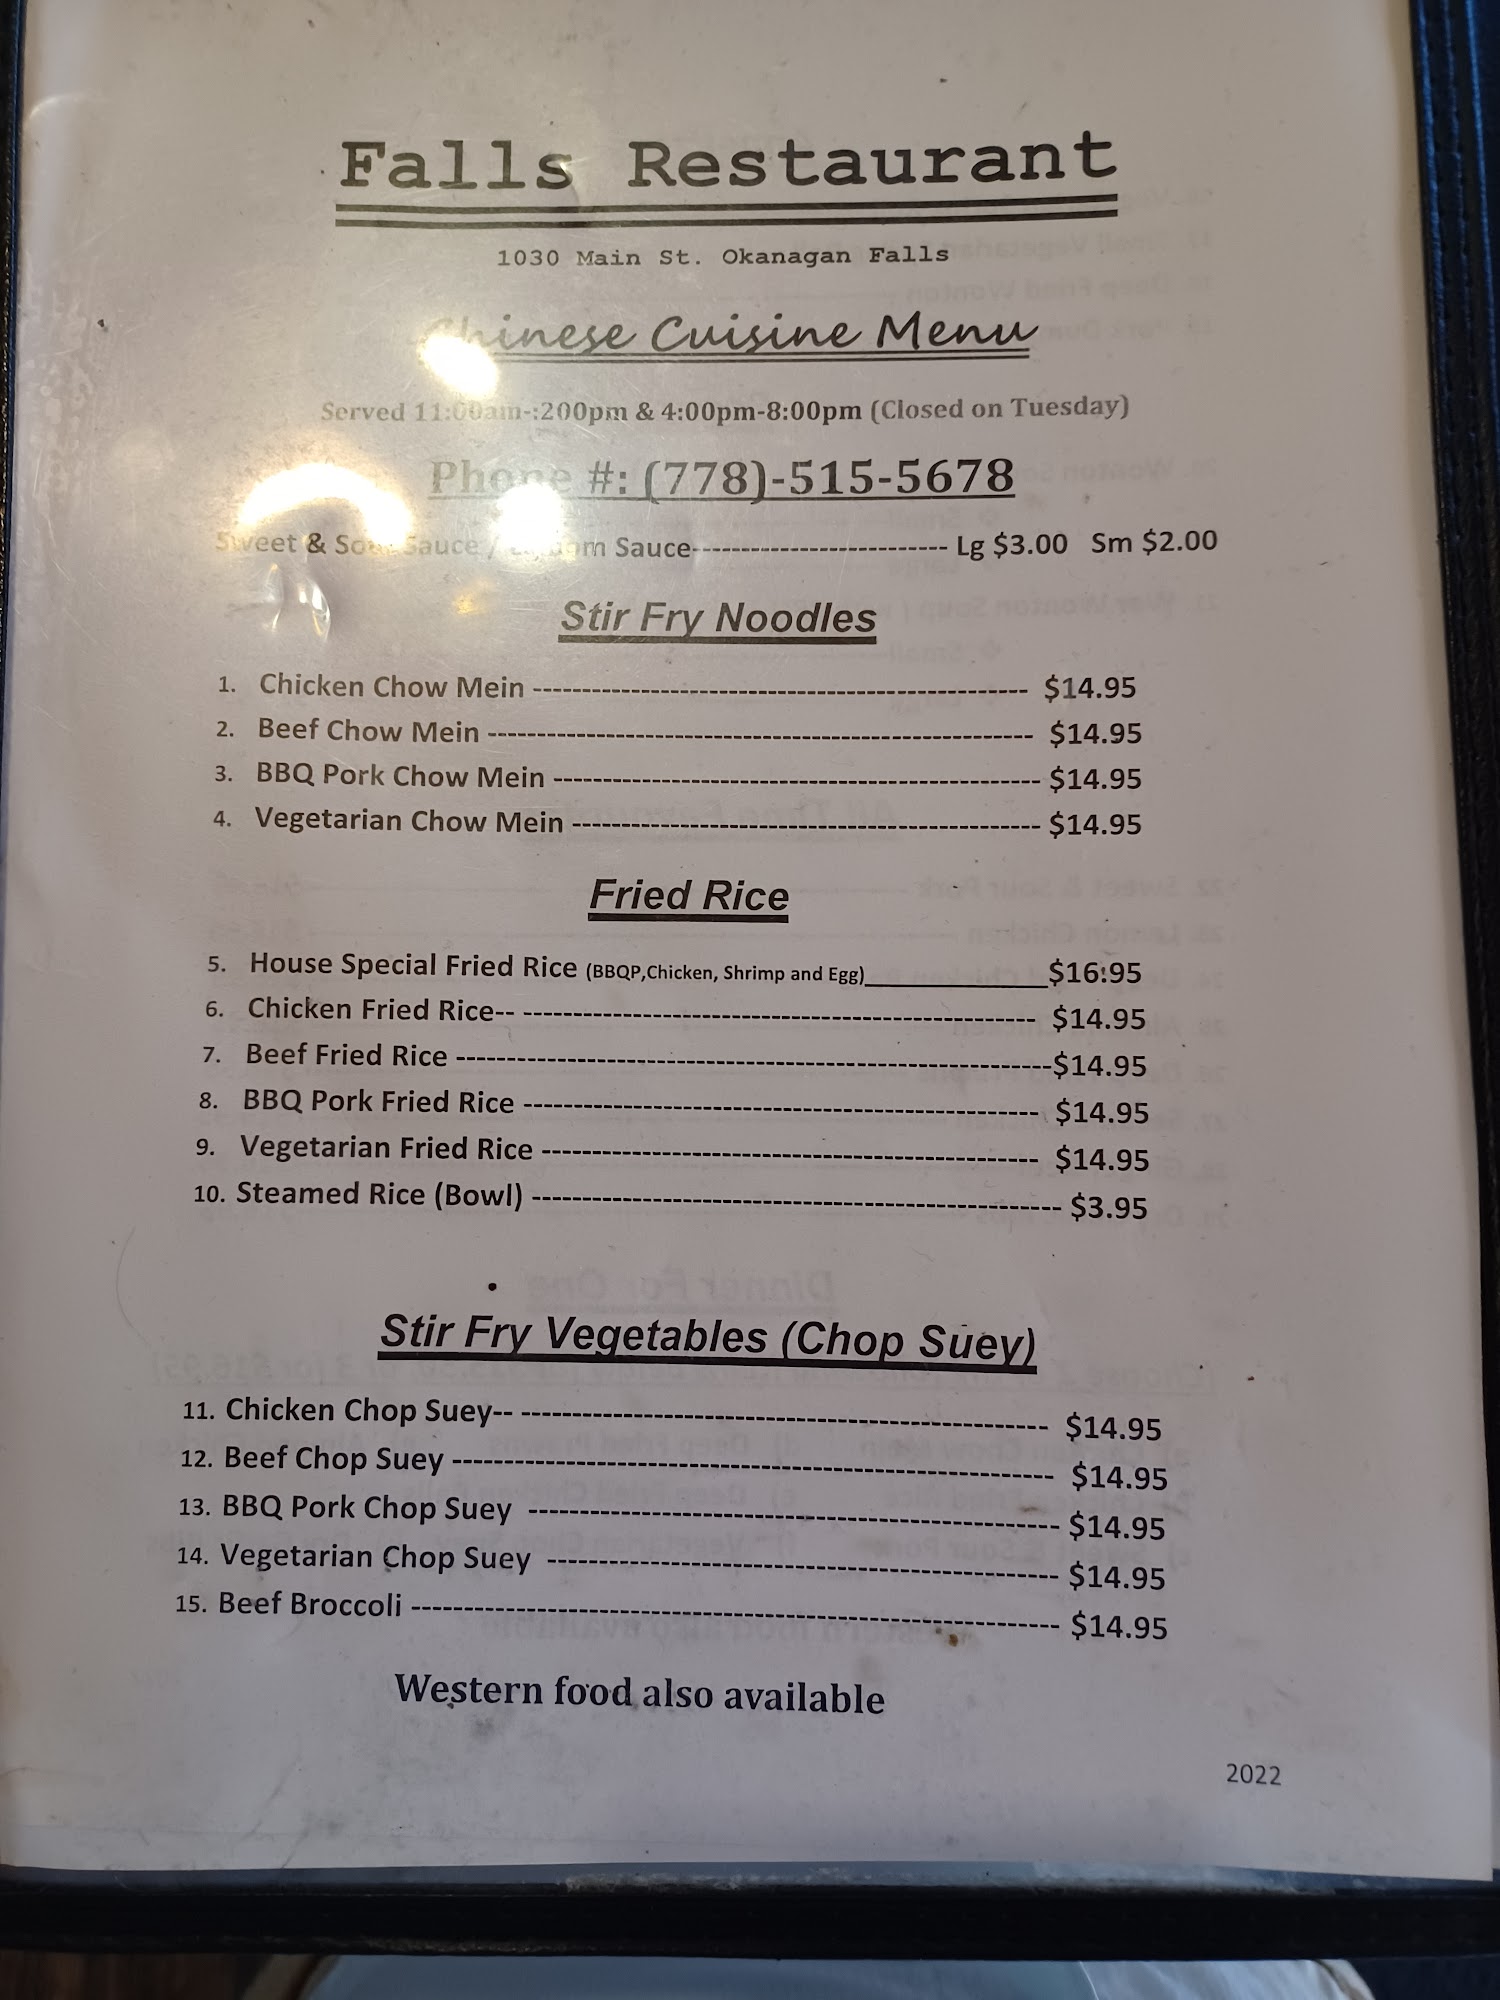 Falls Restaurant
1030 Main St. Okanagan Falls
Chinese Cuisine Menu
Served 11:00am-:200pm & 4:00pm-8:00pm (Closed on Tuesday)
Phone #: (778)-515-5678
Sweet & Sour Sauce / Sauce-------------------------- Lg $3.00 Sm $2.00
Stir Fry Noodles
1. Chicken Chow Mein -------------------------------------------------- $14.95
2. Beef Chow Mein ------------------------------------------------------- $14.95
3. BBQ Pork Chow Mein ------------------------------------------------- $14.95
4. Vegetarian Chow Mein ----------------------------------------------- $14.95
Fried Rice
5. House Special Fried Rice (BBQP,Chicken, Shrimp and Egg)____________$16.95
6. Chicken Fried Rice-- ---------------------------------------------------- $14.95
7. Beef Fried Rice ------------------------------------------------------------$14.95
8. BBQ Pork Fried Rice ---------------------------------------------------- $14.95
9. Vegetarian Fried Rice -------------------------------------------------- $14.95
10. Steamed Rice (Bowl) ----------------------------------------------------- $3.95
Stir Fry Vegetables (Chop Suey)
11. Chicken Chop Suey-- ----------------------------------------------------- $14.95
12. Beef Chop Suey ------------------------------------------------------------ $14.95
13. BBQ Pork Chop Suey ----------------------------------------------------- $14.95
14. Vegetarian Chop Suey --------------------------------------------------- $14.95
15. Beef Broccoli ----------------------------------------------------------------- $14.95
Western food also available
2022